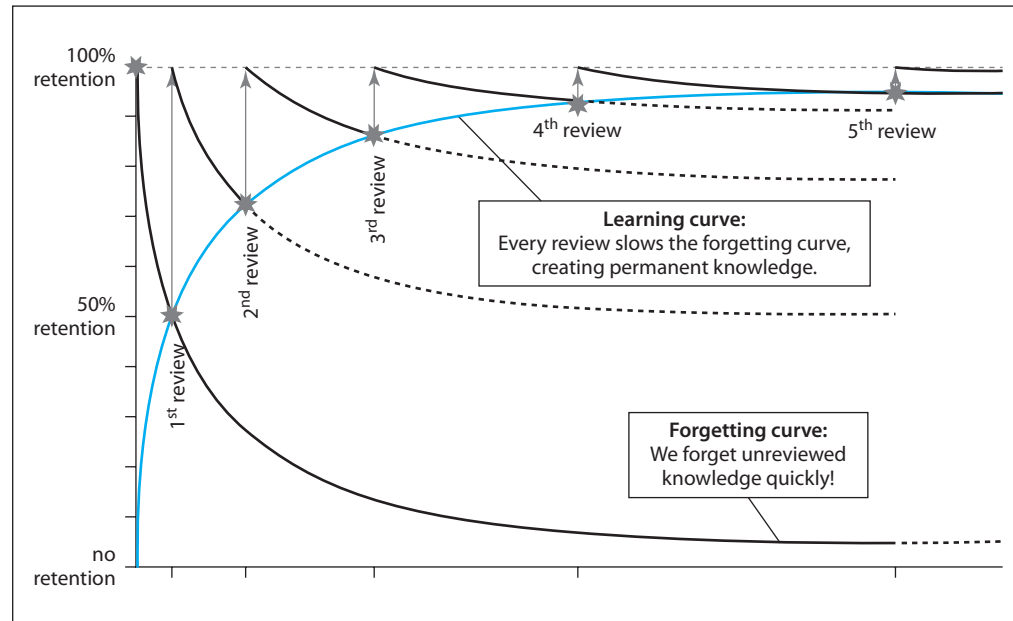 100%
retention
4th review
5th review
3rd review
2nd review
Learning curve:
Every review slows the forgetting curve,
creating permanent knowledge.
50%
retention
1st review
Forgetting curve:
We forget unreviewed
knowledge quickly!
no
retention